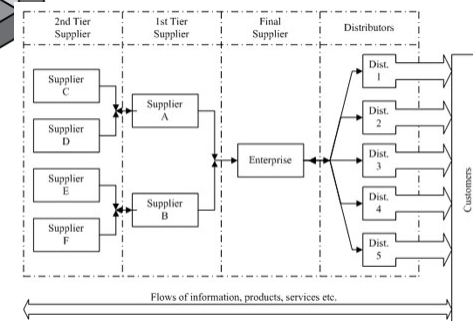 2nd Tier
Supplier
1st Tier
Supplier
Final
Supplier
Distributors
Supplier
C
Supplier
D
Supplier
E
Supplier
F
Supplier
A
Supplier
B
Enterprise
Dist.
1
Dist.
2
Dist.
3
Dist.
4
Dist.
5
Customers
Flows of information, products, services etc.